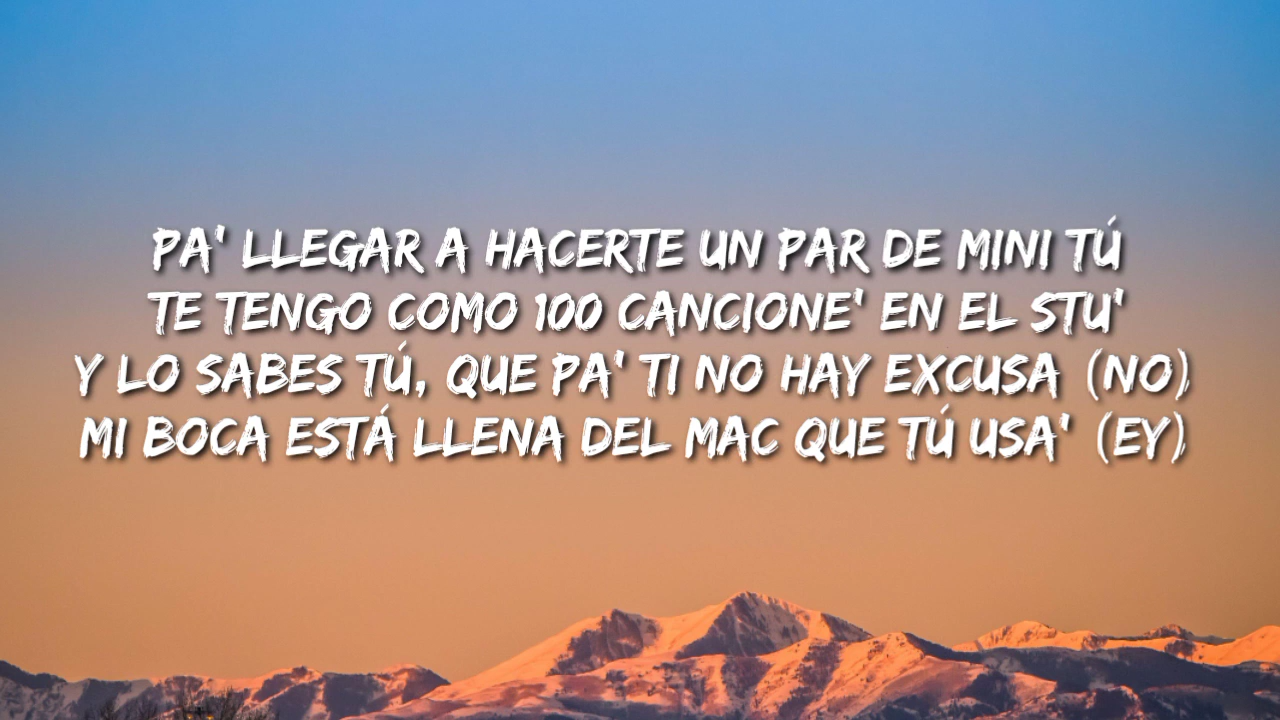 PA' LLEGAR A HACERTE UN PAR DE MINI TÚ
TE TENGO COMO 100 CANCIONE' EN EL STU'
Y LO SABES TÚ, QUE PA' TI NO HAY EXCUSA (NO)
MI BOCA ESTÁ LLENA DEL MAC QUE TÚ USA' (EY)